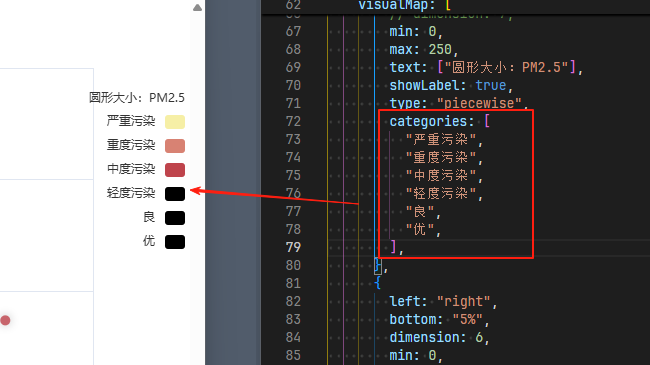 圆形大小：PM2.5
严重污染
重度污染
中度污染
轻度污染
良
优
62 visualMap: [
67 min: 0,
68 max: 250,
69 text: ["圆形大小：PM2.5"],
70 showLabel: true,
71 type: "piecewise",
72 categories: [
73 "严重污染",
74 "重度污染",
75 "中度污染",
76 "轻度污染",
77 "良",
78 "优",
79 ],
80 },
81 {
82 left: "right",
83 bottom: "5%",
84 dimension: 6,
85 min: 0,